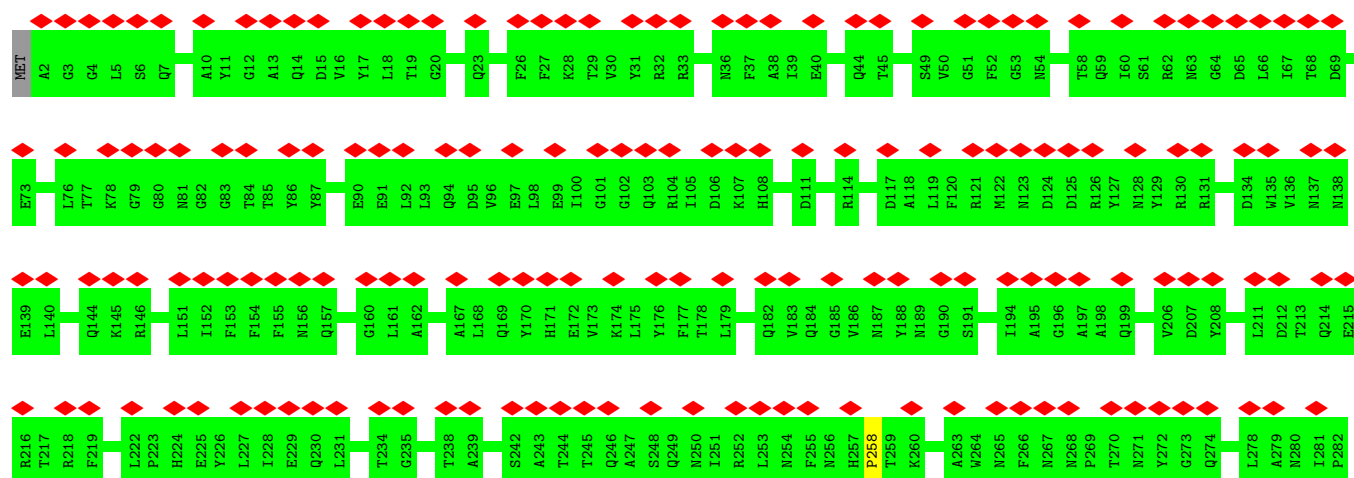 MET A2 G3 G4 L5 S6 Q7 A10 Y11 G12 A13 Q14 D15 V16 Y17 L18 T19 G20 Q23 F26 F27 K28 T29 V30 Y31 R32 R33 N36 F37 A38 I39 E40 Q44 T45 S49 V50 G51 F52 G53 N54 T58 Q59 I60 S61 R62 N63 G64 D65 L66 I67 T68 D69
E73 L76 T77 K78 G79 G80 N81 G82 G83 T84 T85 Y86 Y87 E90 E91 L92 L93 Q94 D95 V96 E97 L98 E99 I100 G101 G102 Q103 R104 I105 D106 K107 H108 D111 R114 D117 A118 L119 F120 R121 M122 N123 D124 D125 R126 Y127 N128 Y129 R130 R131 D134 W135 V136 N137 N138
E139 L140 Q144 K145 R146 L151 I152 F153 F154 F155 N156 Q157 G160 L161 A162 A167 L168 Q169 Y170 H171 E172 V173 K174 L175 Y176 F177 T178 L179 Q182 V183 Q184 G185 V186 N187 Y188 N189 G190 S191 I194 A195 G196 A197 A198 Q199 V206 D207 Y208 L211 D212 T213 Q214 E215
R216 T217 R218 F219 L222 P223 H224 E225 Y226 L227 I228 E229 Q230 L231 T234 G235 T238 A239 S242 A243 T244 T245 Q246 A247 S248 Q249 N250 I251 R252 L253 N254 F255 N256 H257 P258 T259 K260 A263 W264 N265 F266 N267 N268 P269 T270 N271 Y272 G273 Q274 L278 A279 N280 I281 P282